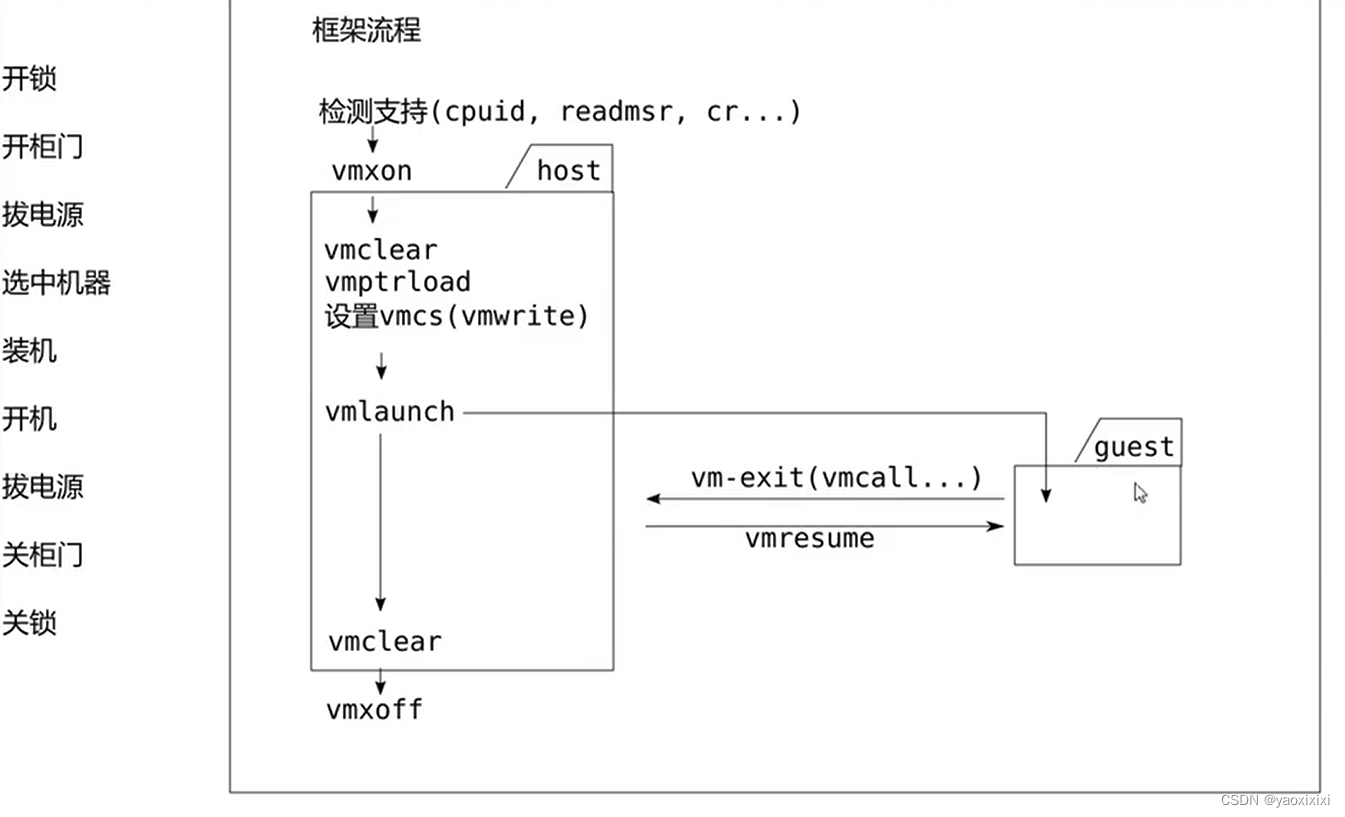 框架流程
开锁
检测支持(cpuid, readmsr, cr...)
开柜门
vmxon
host
拔电源
vmclear
选中机器
vmptrload
设置vmcs(vmwrite)
装机
开机
vmlaunch
guest
拔电源
vm-exit(vmcall...)
vmresume
关柜门
关锁
vmclear
vmxoff
CSDN @yaoxixixi